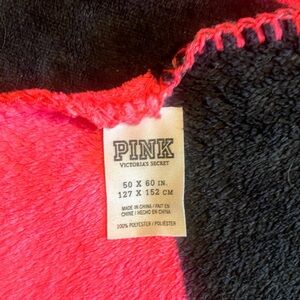 PINK
VICTORIA'S SECRET
50 X 60 IN.
127 X 152 CM
MADE IN CHINA / FAIT EN
CHINE / HECHO EN CHINA
100% POLYESTER / POLIÉSTER